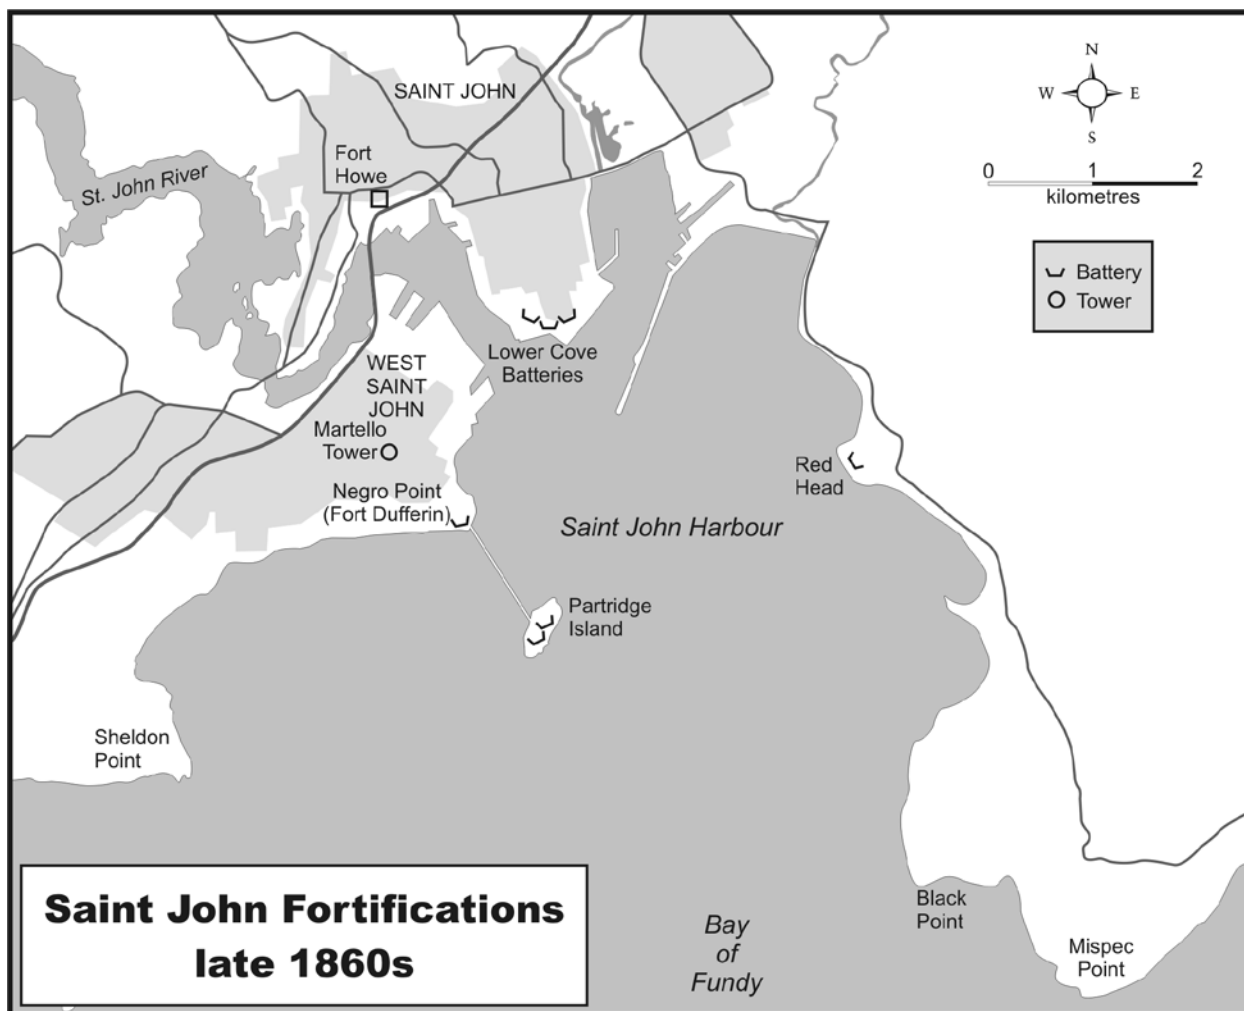 SAINT JOHN
Fort
Howe
St. John River
N
W
E
S
0
1
2
kilometres
Battery
Tower
Lower Cove
Batteries
WEST
SAINT
JOHN
Martello
Tower
Negro Point
(Fort Dufferin)
Red
Head
Saint John Harbour
Partridge
Island
Sheldon
Point
Black
Point
Mispec
Point
Bay
of
Fundy
Saint John Fortifications
late 1860s